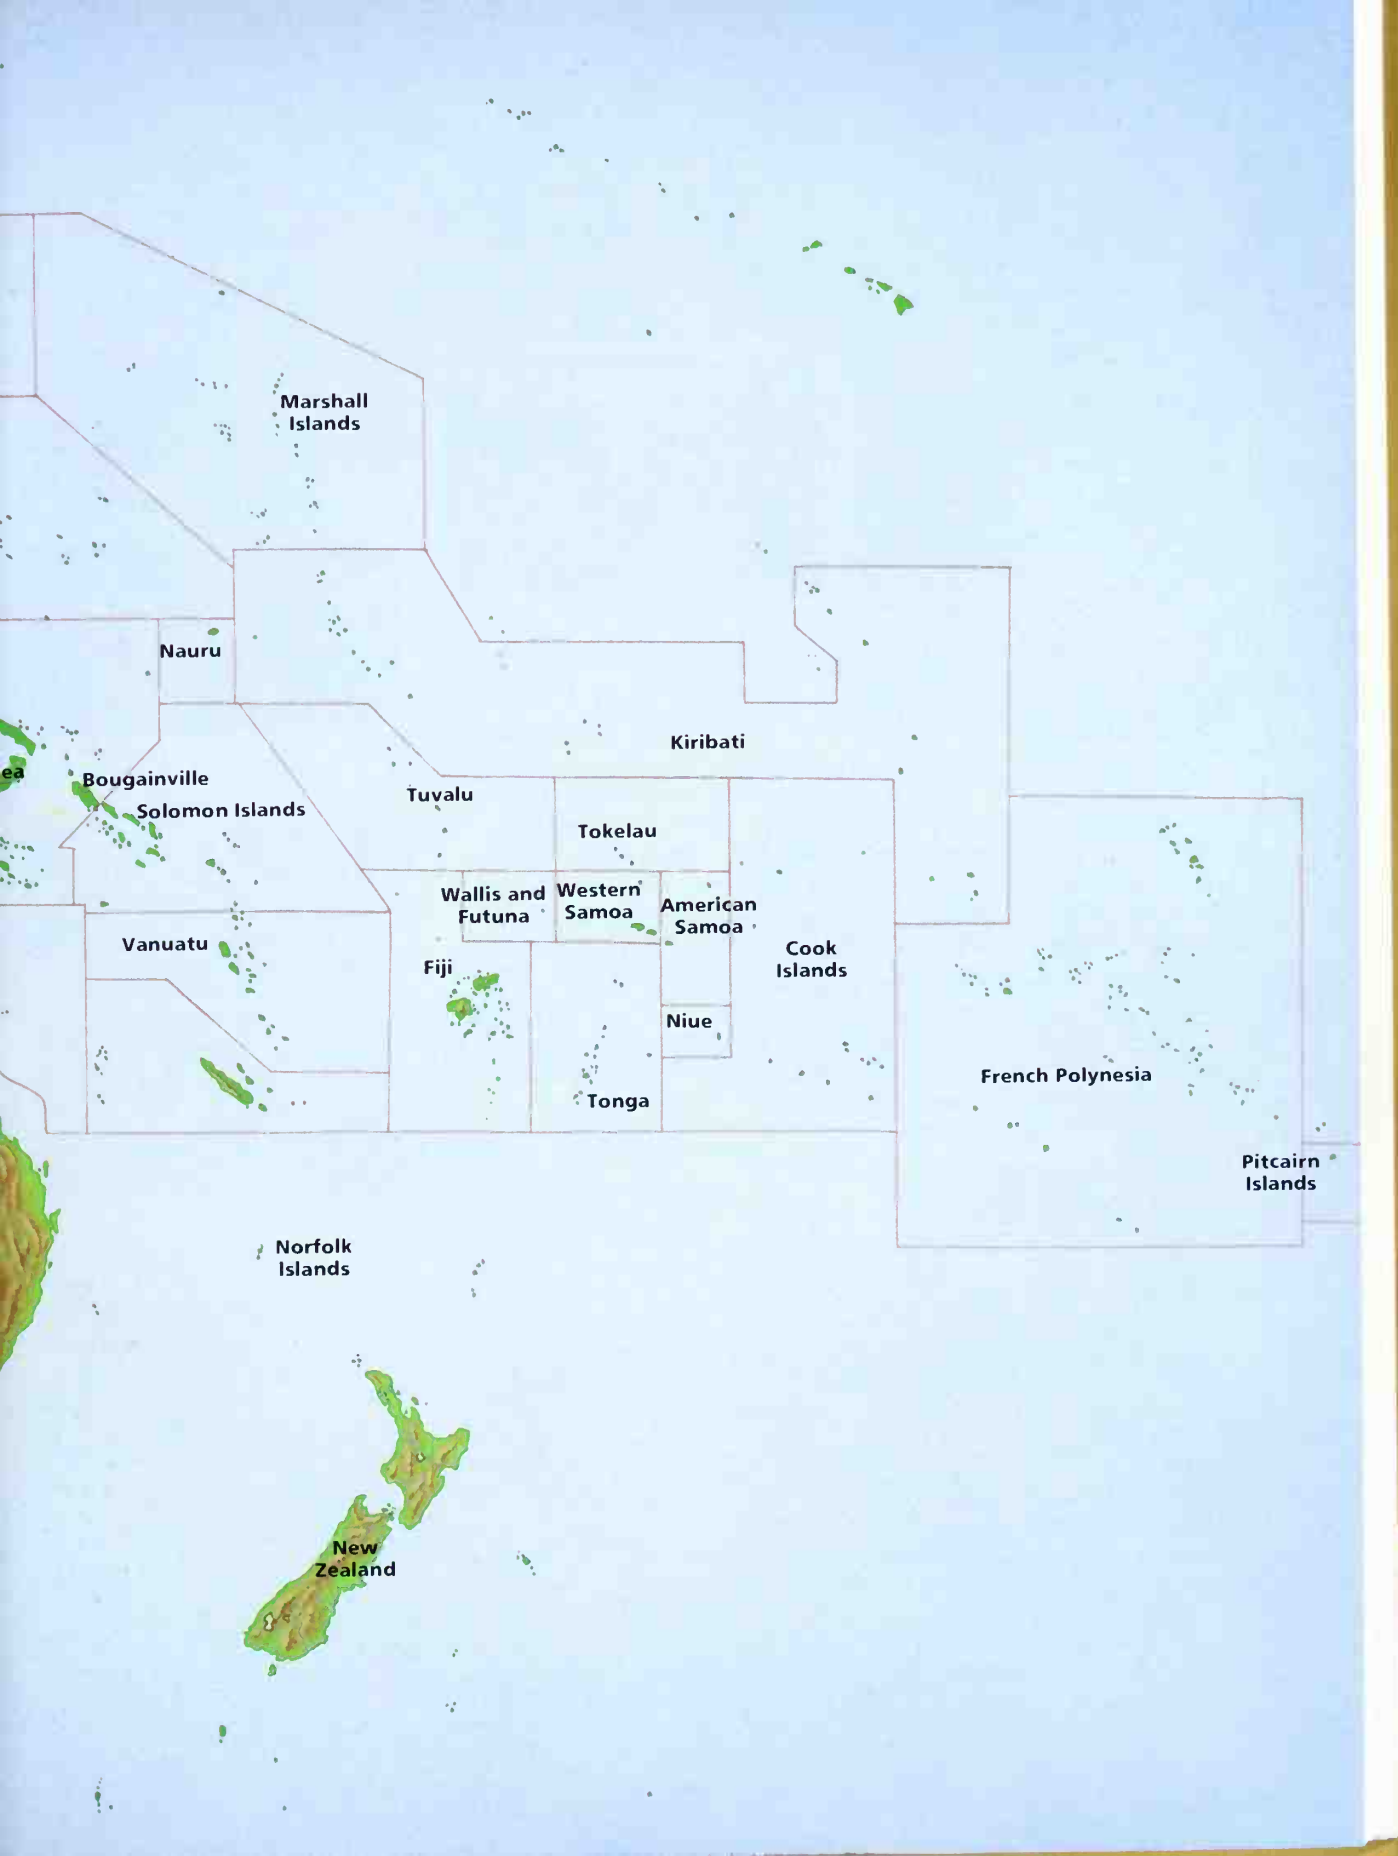 Marshall
Islands
Nauru
Kiribati
ea
Bougainville
Solomon Islands
Tuvalu
Tokelau
Wallis and
Futuna
Western
Samoa
American
Samoa
Vanuatu
Fiji
Cook
Islands
Niue
Tonga
French Polynesia
Pitcairn
Islands
Norfolk
Islands
New
Zealand